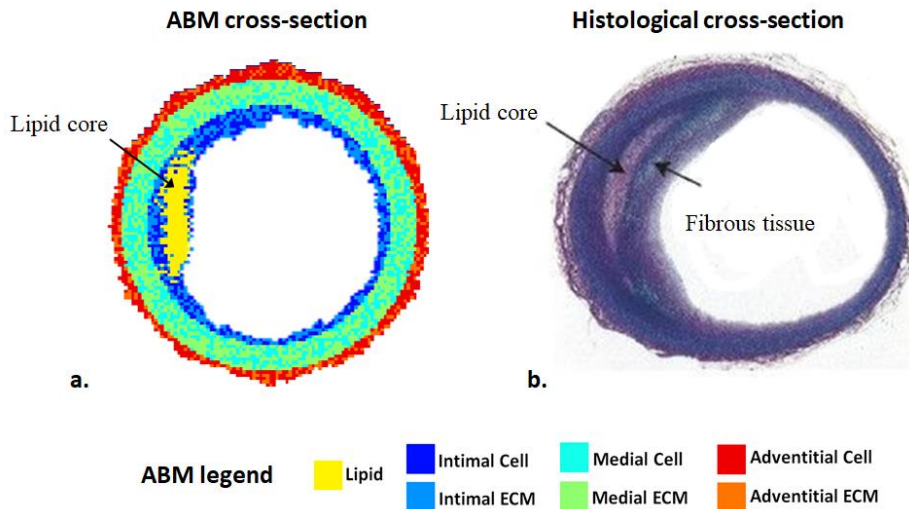 ABM cross-section
Histological cross-section
Lipid core
Lipid core
Fibrous tissue
a.
b.
ABM legend
Lipid
Intimal Cell
Medial Cell
Adventitial Cell
Intimal ECM
Medial ECM
Adventitial ECM